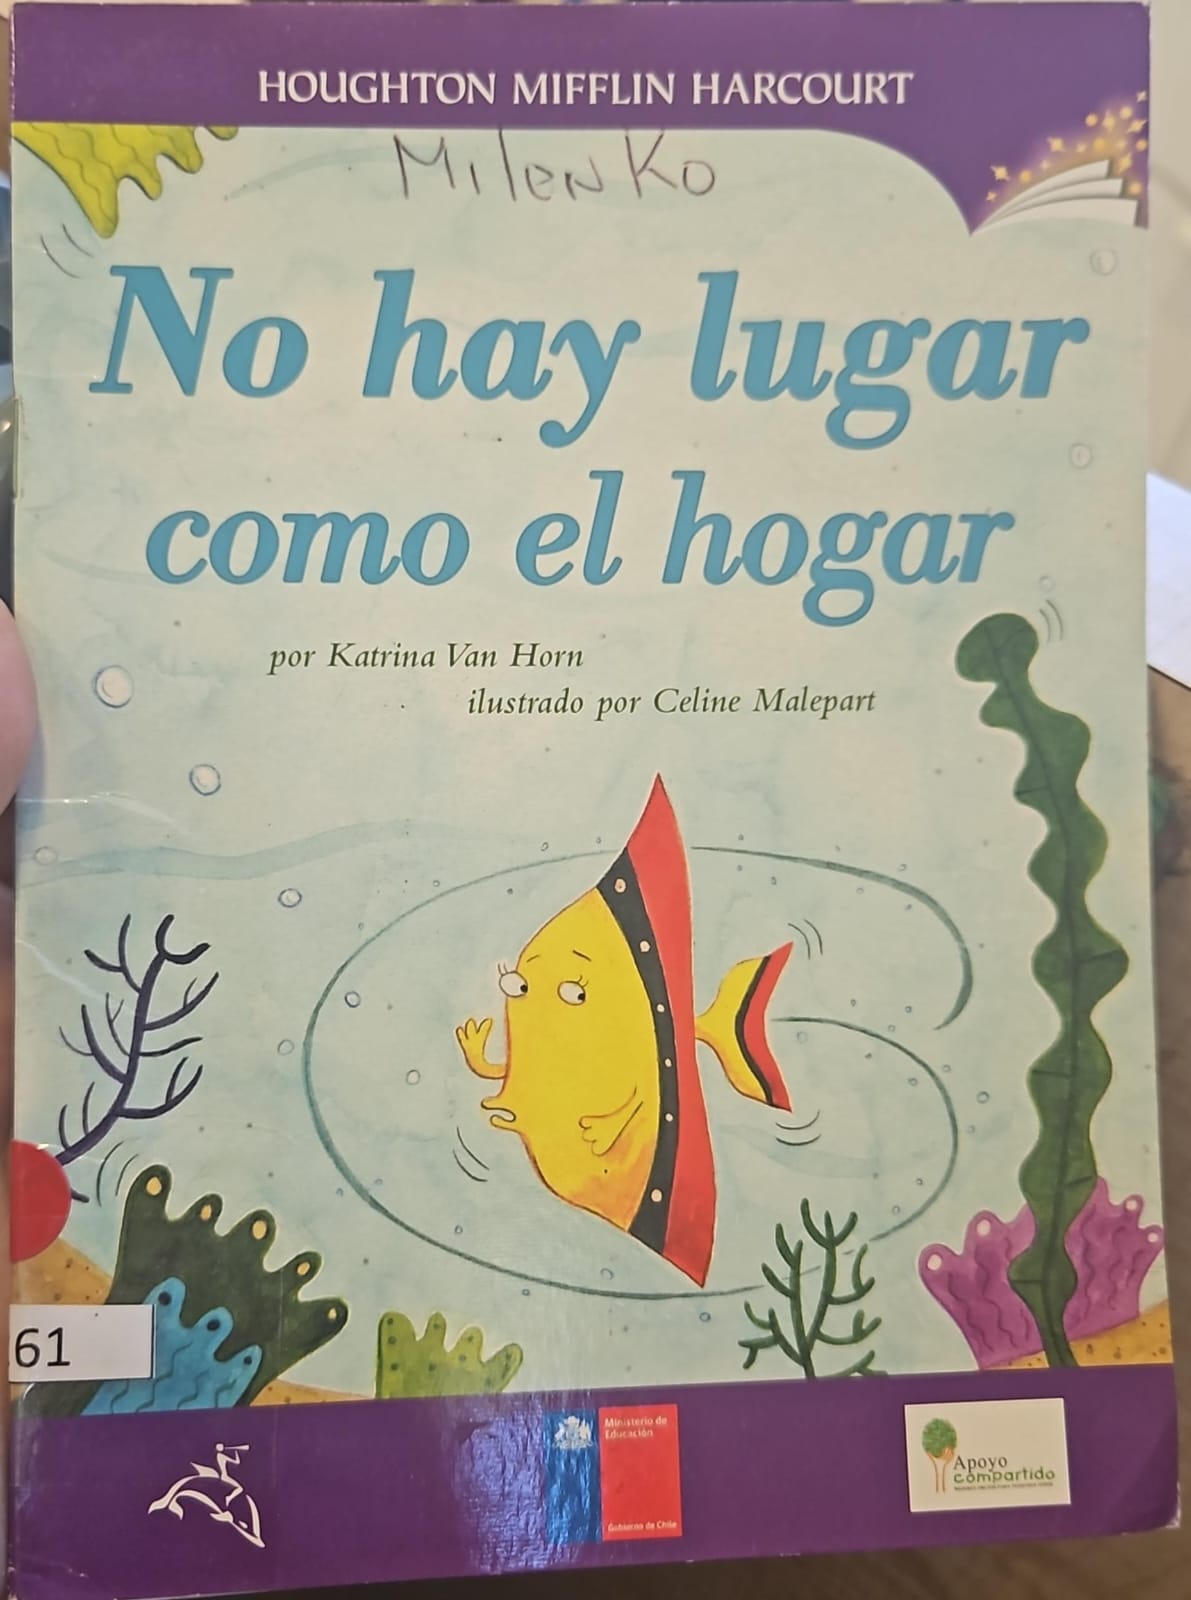 HOUGHTON MIFFLIN HARCOURT
Milenko
No hay lugar
como el hogar
por Katrina Van Horn
ilustrado por Celine Malepart
61
Ministerio de
Educación
Gobierno de Chile
Apoyo
compartido